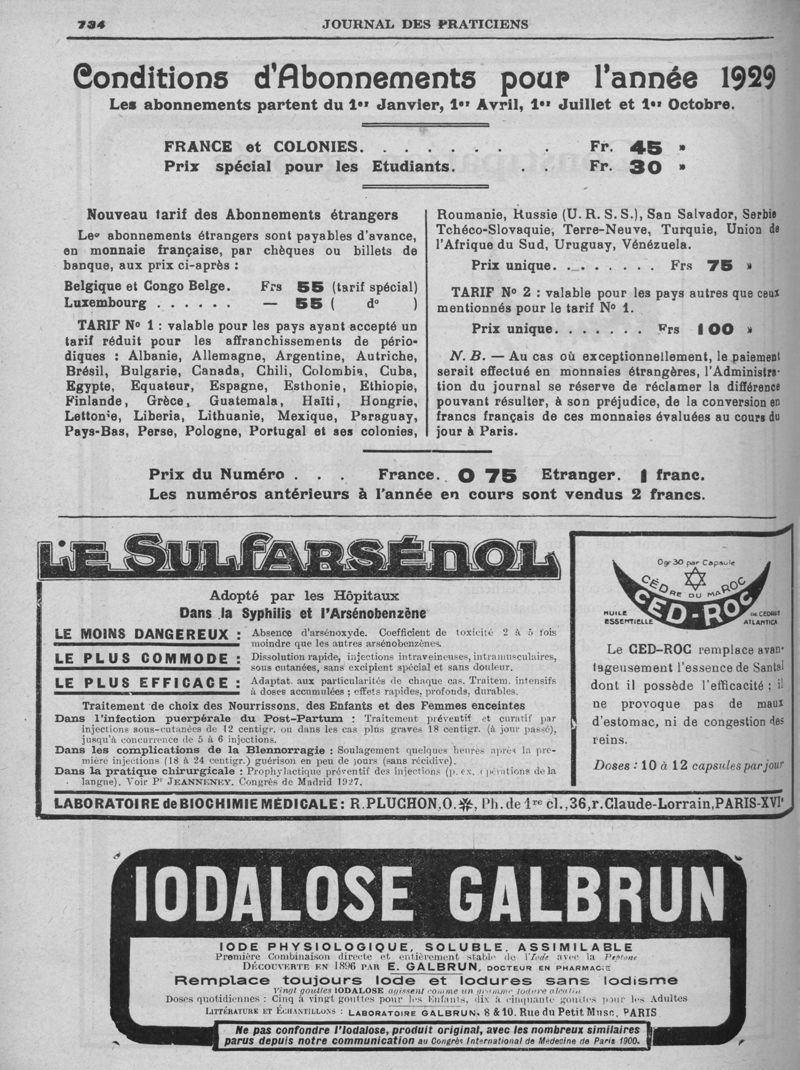 734
JOURNAL DES PRATICIENS
Conditions d'Abonnements pour l'année 1929
Les abonnements partent du 1er Janvier, 1er Avril, 1er Juillet et 1er Octobre.
FRANCE et COLONIES. . . . . . . . Fr. 45 »
Prix spécial pour les Etudiants. . . . Fr. 30 »
Nouveau tarif des Abonnements étrangers
Les abonnements étrangers sont payables d'avance,
en monnaie française, par chèques ou billets de
banque, aux prix ci-après :
Belgique et Congo Belge. Frs 55 (tarif spécial)
Luxembourg . . . . . . — 55 ( do )
TARIF No 1 : valable pour les pays ayant accepté un
tarif réduit pour les affranchissements de pério-
diques : Albanie, Allemagne, Argentine, Autriche,
Brésil, Bulgarie, Canada, Chili, Colombia, Cuba,
Egypte, Equateur, Espagne, Esthonie, Ethiopie,
Finlande, Grèce, Guatemala, Haïti, Hongrie,
Lettonie, Liberia, Lithuanie, Mexique, Paraguay,
Pays-Bas, Perse, Pologne, Portugal et ses colonies,
Roumanie, Russie (U. R. S. S.), San Salvador, Serbie
Tchéco-Slovaquie, Terre-Neuve, Turquie, Union de
l'Afrique du Sud, Uruguay, Vénézuela.
Prix unique. . . . . . . . Frs 75 »
TARIF No 2 : valable pour les pays autres que ceux
mentionnés pour le tarif No 1.
Prix unique. . . . . . . Frs 100 »
N. B. — Au cas où exceptionnellement, le paiement
serait effectué en monnaies étrangères, l'Administra-
tion du journal se réserve de réclamer la différence
pouvant résulter, à son préjudice, de la conversion en
francs français de ces monnaies évaluées au cours du
jour à Paris.
Prix du Numéro . . . France. 0 75 Etranger. 1 franc.
Les numéros antérieurs à l'année en cours sont vendus 2 francs.
LE SULFARSÉNOL
Adopté par les Hôpitaux
Dans la Syphilis et l'Arsénobenzène
LE MOINS DANGEREUX : Absence d'arsénoxyde. Coefficient de toxicité 2 à 5 fois
moindre que les autres arsénobenzènes.
LE PLUS COMMODE : Dissolution rapide, injections intraveineuses, intramusculaires,
sous cutanées, sans excipient spécial et sans douleur.
LE PLUS EFFICACE : Adaptat. aux particularités de chaque cas. Traitem. intensifs
à doses accumulées ; effets rapides, profonds, durables.
Traitement de choix des Nourrissons, des Enfants et des Femmes enceintes
Dans l'infection puerpérale du Post-Partum : Traitement préventif et curatif par
injections sous-cutanées de 12 centigr. ou dans les cas plus graves 18 centigr. (à jour passé),
jusqu'à concurrence de 5 à 6 injections.
Dans les complications de la Blennorragie : Soulagement quelques heures après la pre-
mière injections (18 à 24 centigr.) guérison en peu de jours (sans récidive).
Dans la pratique chirurgicale : Prophylactique préventif des injections (p. ex. opérations de la
langue). Voir Pr JEANNENEY. Congrès de Madrid 1927.
0gr30 par Capsule
CÈDRE DU MAROC
CED-ROC
HUILE
ESSENTIELLE
DE CEDRUS
ATLANTICA
Le CED-ROC remplace avan-
tageusement l'essence de Santal
dont il possède l'efficacité ; il
ne provoque pas de maux
d'estomac, ni de congestion des
reins.
Doses : 10 à 12 capsules par jour
LABORATOIRE de BIOCHIMIE MÉDICALE : R. PLUCHON, O. ✻, Ph. de 1re cl., 36, r. Claude-Lorrain, PARIS-XVIe
IODALOSE GALBRUN
IODE PHYSIOLOGIQUE, SOLUBLE, ASSIMILABLE
Première Combinaison directe et entièrement stable de l'Iode avec la Peptone
DÉCOUVERTE EN 1896 PAR E. GALBRUN, DOCTEUR EN PHARMACIE
Remplace toujours Iode et Iodures sans Iodisme
Vingt gouttes IODALOSE agissent comme un gramme Iodure alcalin
Doses quotidiennes : Cinq à vingt gouttes pour les Enfants, dix à cinquante gouttes pour les Adultes
LITTÉRATURE ET ÉCHANTILLONS : LABORATOIRE GALBRUN, 8 & 10, Rue du Petit Musc, PARIS
Ne pas confondre l'Iodalose, produit original, avec les nombreux similaires
parus depuis notre communication au Congrès International de Médecine de Paris 1900.